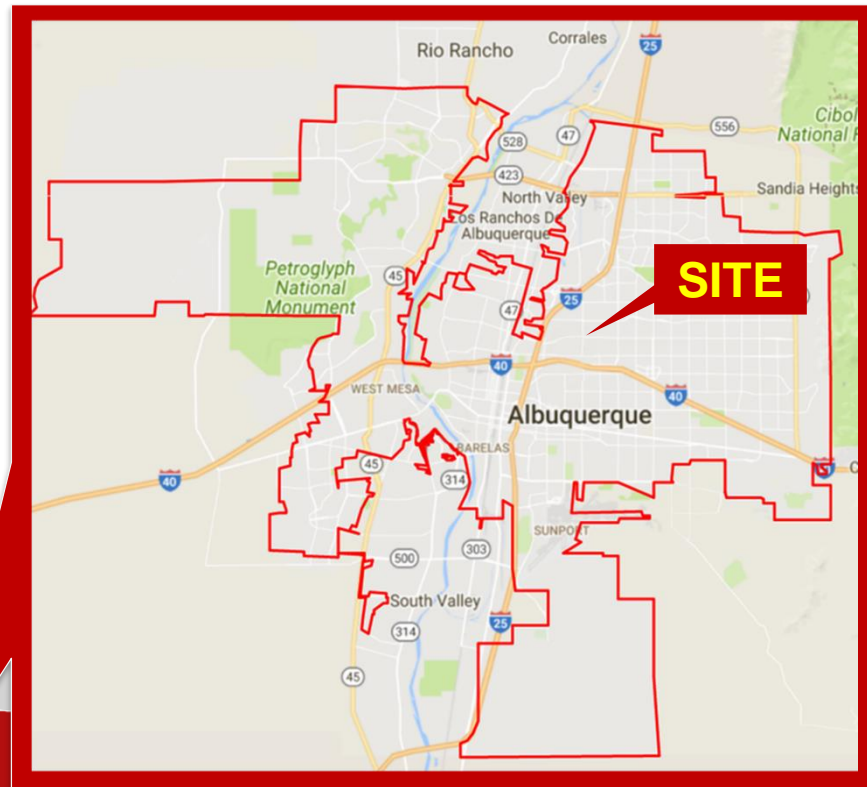 Corrales
Rio Rancho
25
Cibol
National F
556
47
528
423
Sandia Heights
North Valley
Los Ranchos De
Albuquerque
Petroglyph
National
Monument
45
SITE
25
47
40
WEST MESA
40
Albuquerque
BARELAS
45
314
40
C
SUNPORT
303
500
South Valley
25
314
45